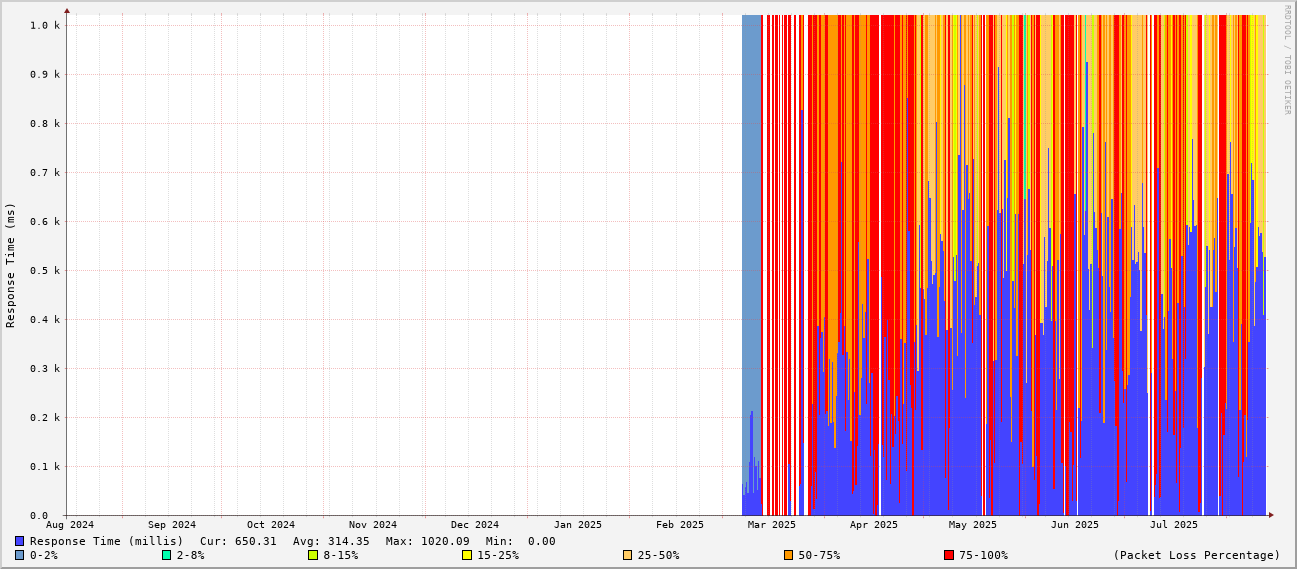 RRDTOOL / TOBI OETIKER
Response Time (ms)
1.0 k
0.9 k
0.8 k
0.7 k
0.6 k
0.5 k
0.4 k
0.3 k
0.2 k
0.1 k
0.0
Aug 2024 Sep 2024 Oct 2024 Nov 2024 Dec 2024 Jan 2025 Feb 2025 Mar 2025 Apr 2025 May 2025 Jun 2025 Jul 2025
Response Time (millis) Cur: 650.31 Avg: 314.35 Max: 1020.09 Min: 0.00
0-2% 2-8% 8-15% 15-25% 25-50% 50-75% 75-100% (Packet Loss Percentage)